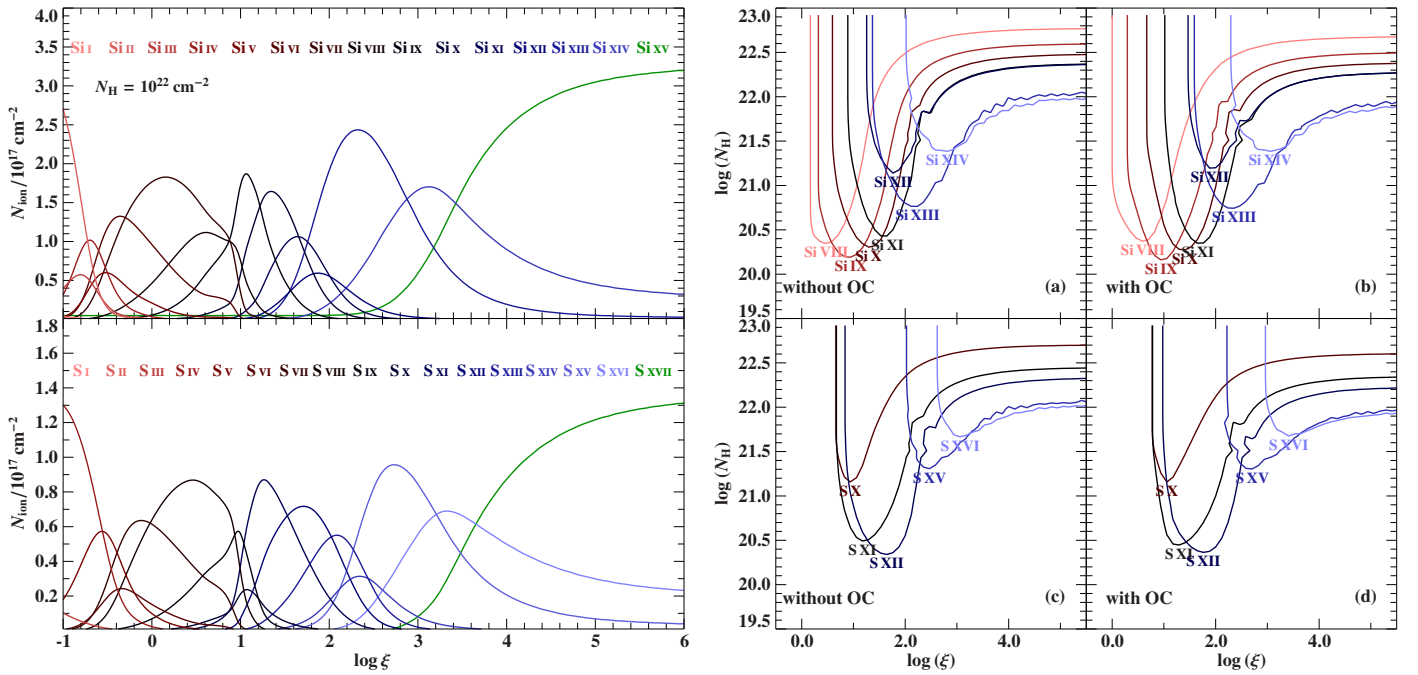 4.0
3.5
3.0
2.5
2.0
1.5
1.0
0.5
N_ion/10^17 cm^−2
Si I Si II Si III Si IV Si V Si VI Si VII Si VIII Si IX Si X Si XI Si XII Si XIII Si XIV Si XV
N_H = 10^22 cm^−2
1.8
1.6
1.4
1.2
1.0
0.8
0.6
0.4
0.2
N_ion/10^17 cm^−2
S I S II S III S IV S V S VI S VII S VIII S IX S X S XI S XII S XIII S XIV S XV S XVI S XVII
-1 0 1 2 3 4 5 6
log ξ
23.0
22.5
22.0
21.5
21.0
20.5
20.0
19.5
log (N_H)
Si XIV
Si XII
Si XIII
Si VIII
Si XI
Si X
Si IX
without OC
(a)
Si XIV
Si XII
Si XIII
Si VIII
Si XI
Si X
Si IX
with OC
(b)
23.0
22.5
22.0
21.5
21.0
20.5
20.0
19.5
log (N_H)
S XVI
S XV
S X
S XI
S XII
without OC
(c)
S XVI
S XV
S X
S XI
S XII
with OC
(d)
0.0 2.0 4.0
log (ξ)
0.0 2.0 4.0
log (ξ)